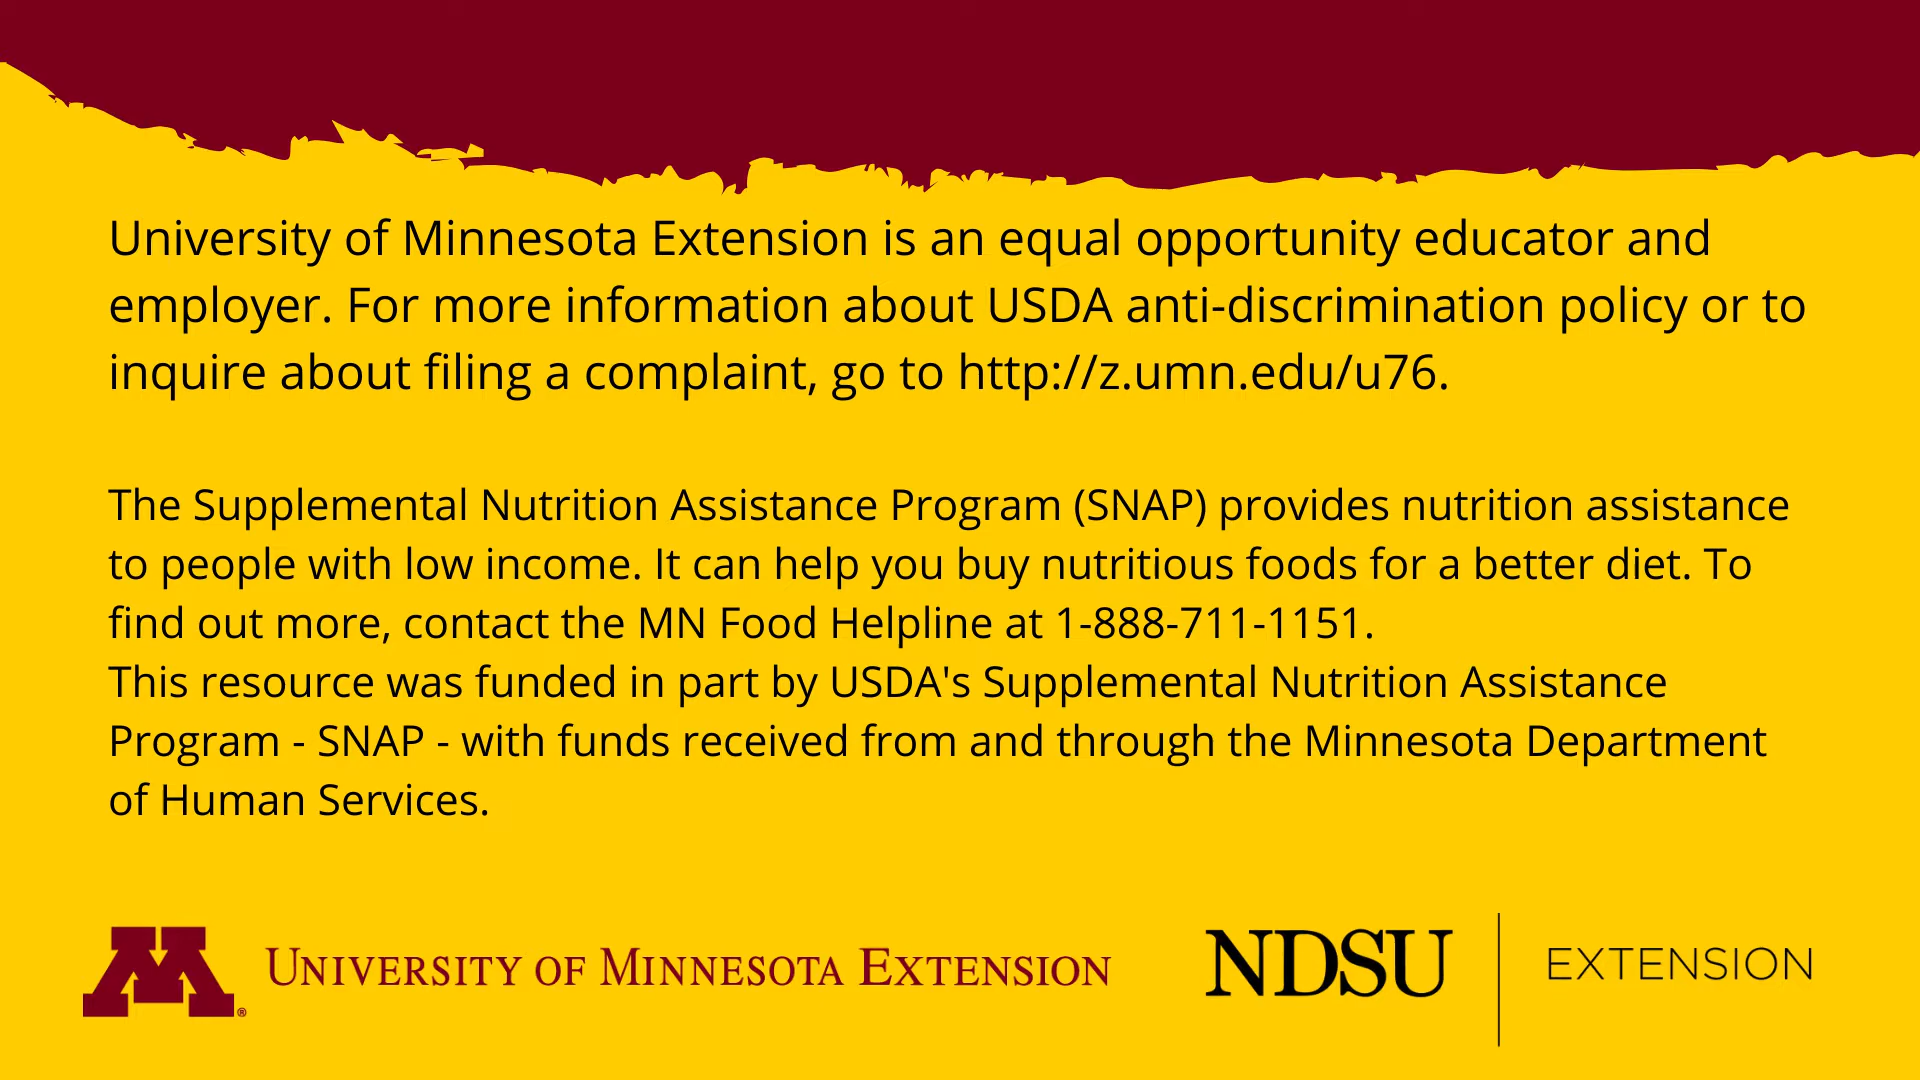 University of Minnesota Extension is an equal opportunity educator and
employer. For more information about USDA anti-discrimination policy or to
inquire about filing a complaint, go to http://z.umn.edu/u76.
The Supplemental Nutrition Assistance Program (SNAP) provides nutrition assistance
to people with low income. It can help you buy nutritious foods for a better diet. To
find out more, contact the MN Food Helpline at 1-888-711-1151.
This resource was funded in part by USDA's Supplemental Nutrition Assistance
Program - SNAP - with funds received from and through the Minnesota Department
of Human Services.
M® UNIVERSITY OF MINNESOTA EXTENSION
NDSU EXTENSION